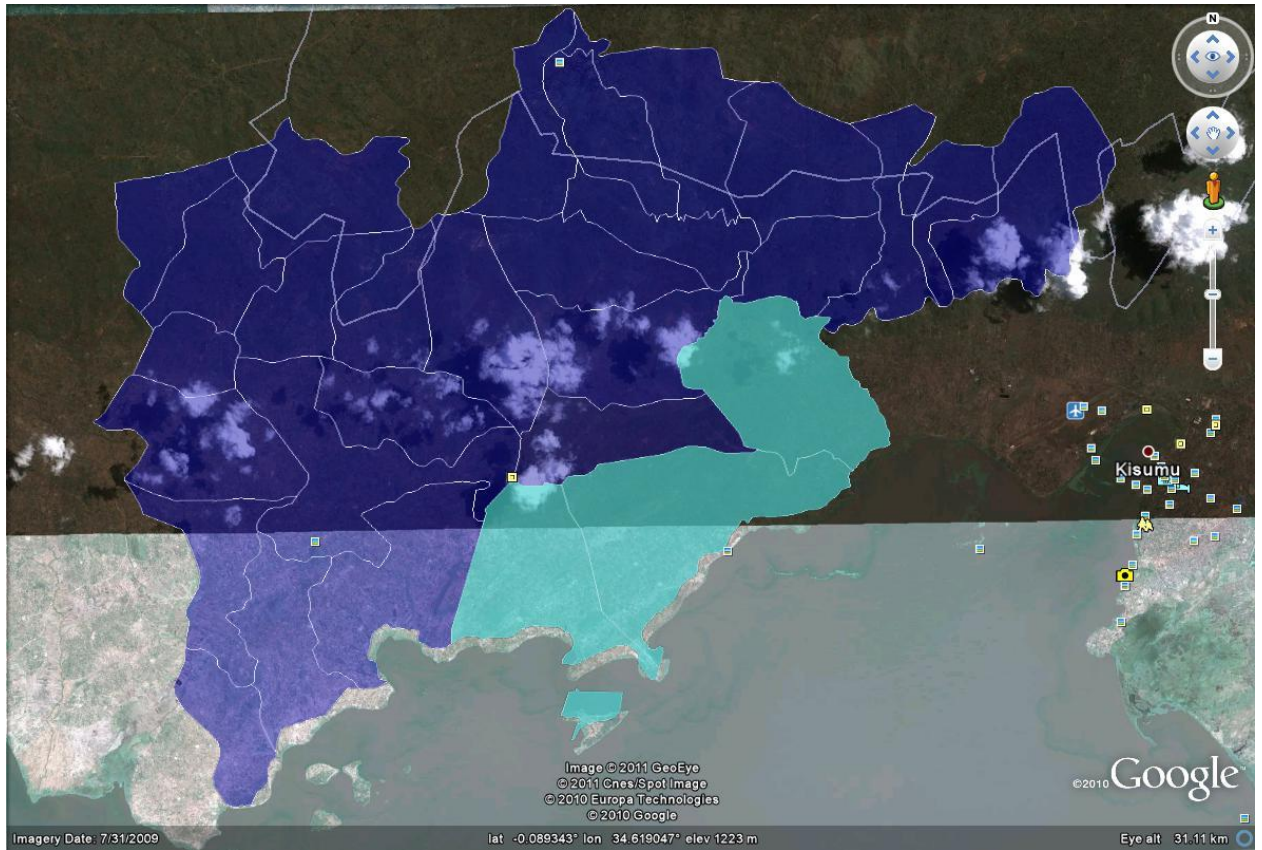 N
Kisumu
Image © 2011 GeoEye
© 2011 Cnes/Spot Image
© 2010 Europa Technologies
© 2010 Google
©2010 Google
Imagery Date: 7/31/2009
lat -0.089343° lon 34.619047° elev 1223 m
Eye alt 31.11 km